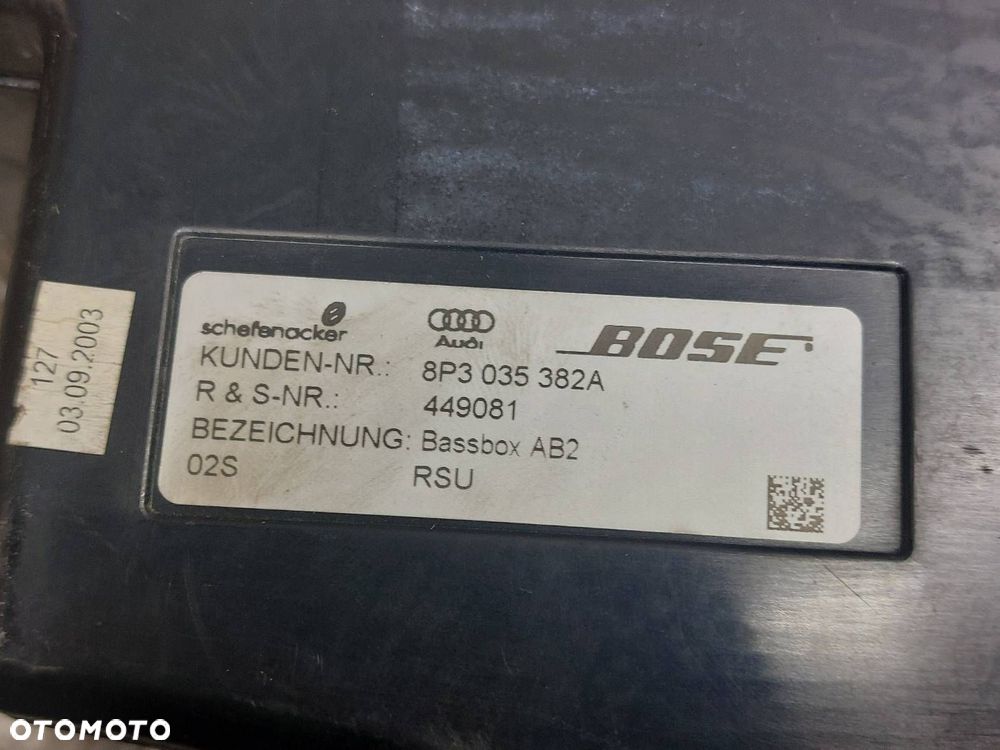 127
03.09.2003
schefenacker
Audi
BOSE
KUNDEN-NR.: 8P3 035 382A
R & S-NR.: 449081
BEZEICHNUNG: Bassbox AB2
02S RSU
OTOMOTO